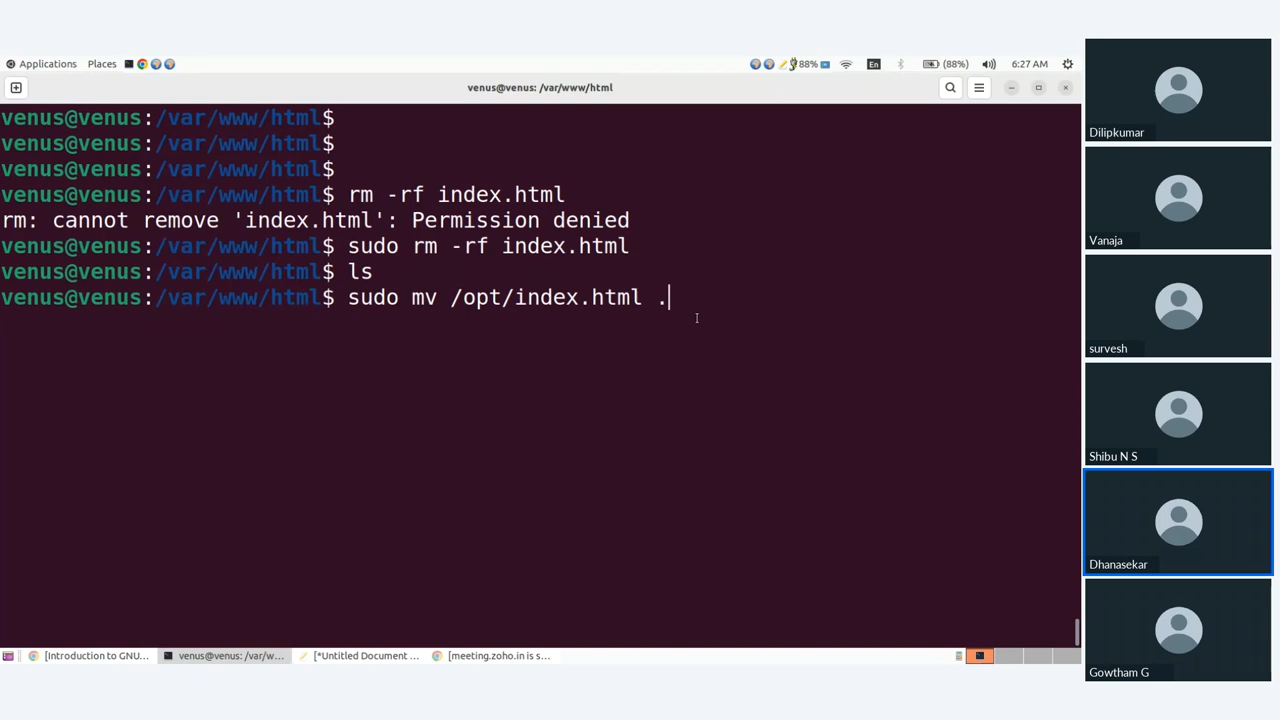 Applications Places 88% En (88%) 6:27 AM
venus@venus: /var/www/html
venus@venus:/var/www/html$
venus@venus:/var/www/html$
venus@venus:/var/www/html$
venus@venus:/var/www/html$ rm -rf index.html
rm: cannot remove 'index.html': Permission denied
venus@venus:/var/www/html$ sudo rm -rf index.html
venus@venus:/var/www/html$ ls
venus@venus:/var/www/html$ sudo mv /opt/index.html .
[Introduction to GNU... venus@venus: /var/w... [*Untitled Document ... [meeting.zoho.in is s...
Dilipkumar
Vanaja
survesh
Shibu N S
Dhanasekar
Gowtham G